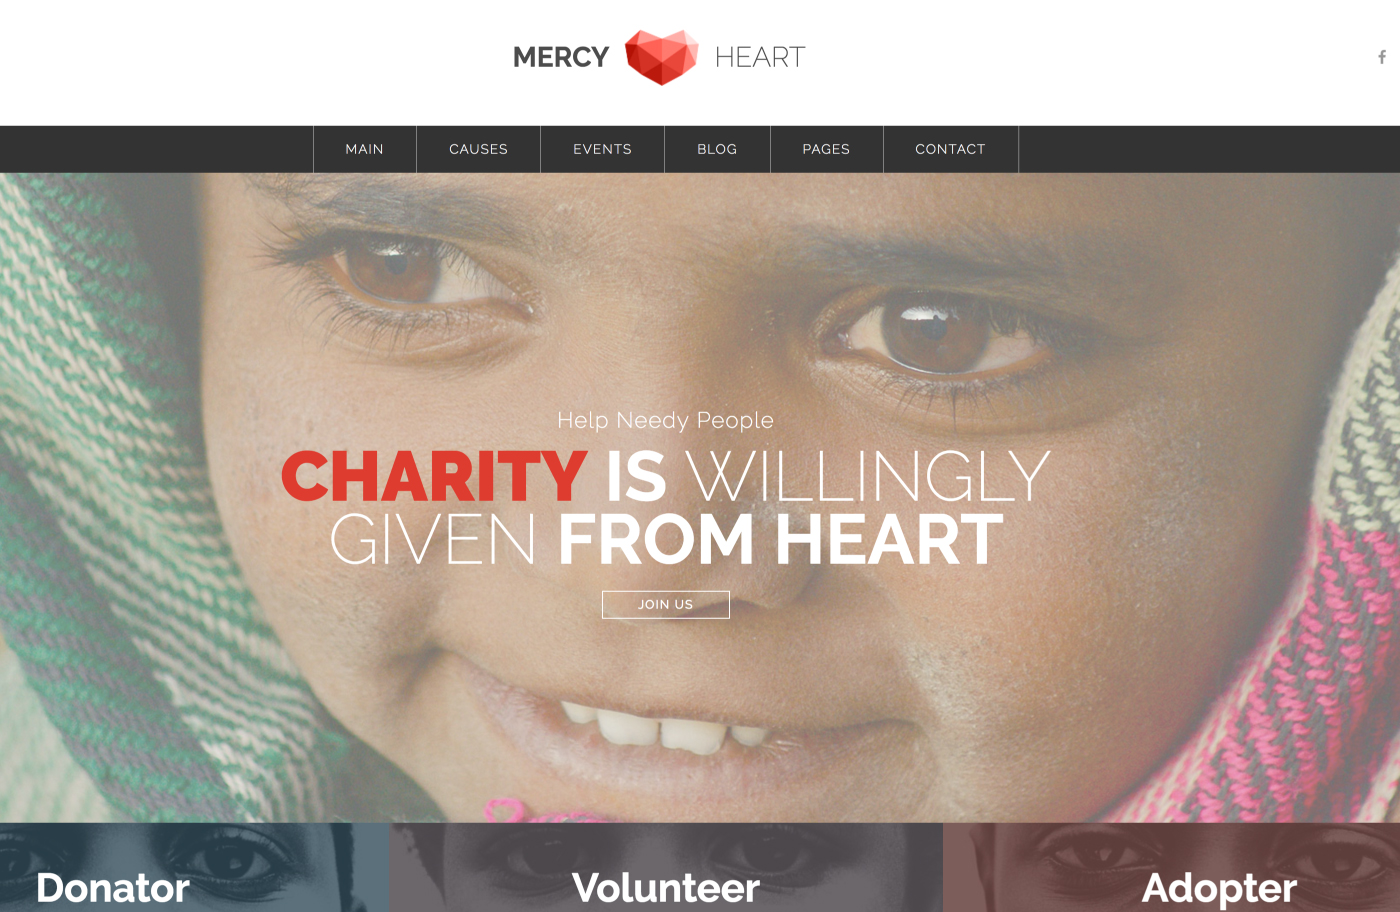 MERCY HEART
MAIN CAUSES EVENTS BLOG PAGES CONTACT
Help Needy People
CHARITY IS WILLINGLY
GIVEN FROM HEART
JOIN US
Donator Volunteer Adopter